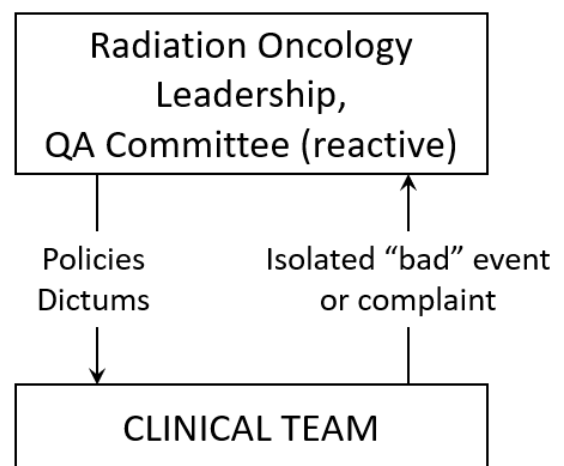 Radiation Oncology
Leadership,
QA Committee (reactive)
Policies
Dictums
Isolated “bad” event
or complaint
CLINICAL TEAM